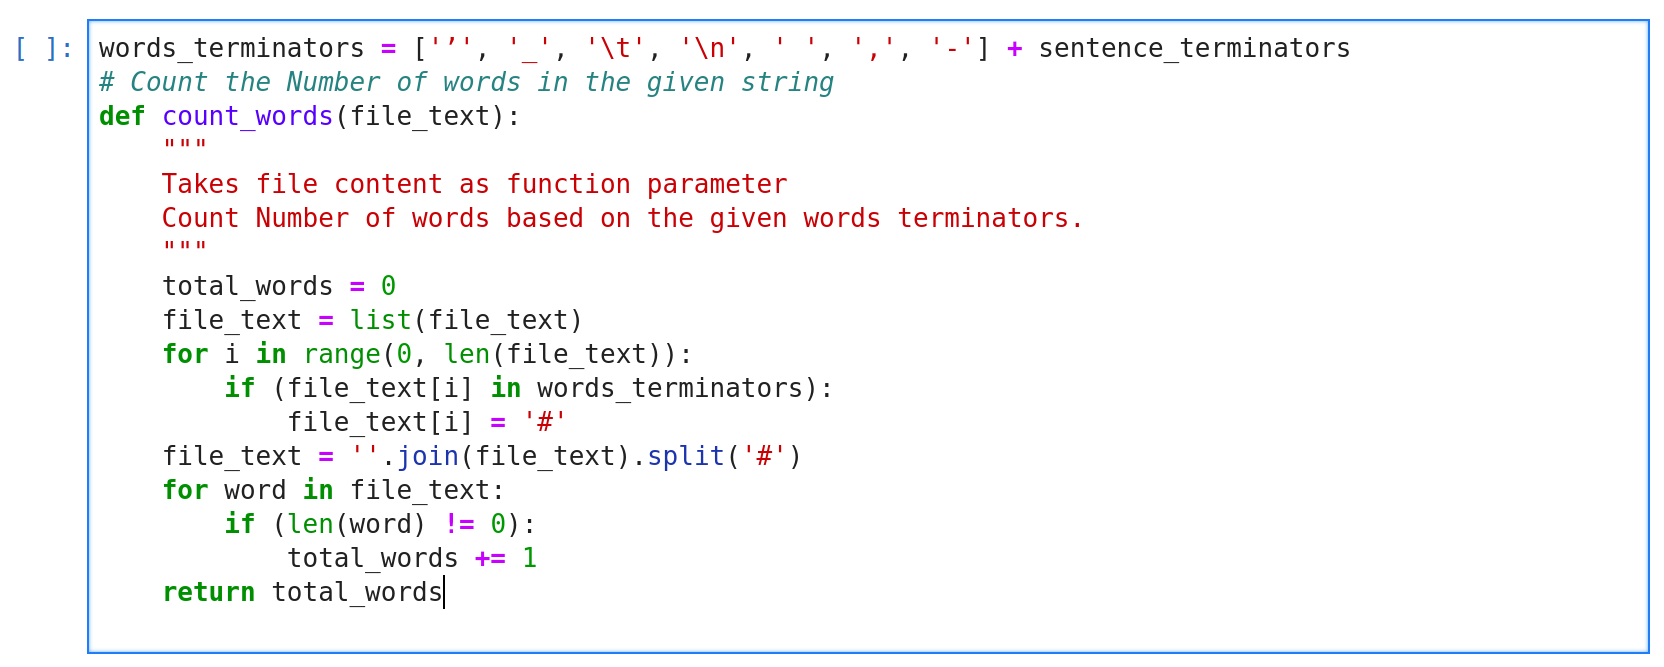 [ ]: words_terminators = ['’', '_', '\t', '\n', ' ', ',', '-'] + sentence_terminators
# Count the Number of words in the given string
def count_words(file_text):
    """
    Takes file content as function parameter
    Count Number of words based on the given words terminators.
    """
    total_words = 0
    file_text = list(file_text)
    for i in range(0, len(file_text)):
        if (file_text[i] in words_terminators):
            file_text[i] = '#'
    file_text = ''.join(file_text).split('#')
    for word in file_text:
        if (len(word) != 0):
            total_words += 1
    return total_words